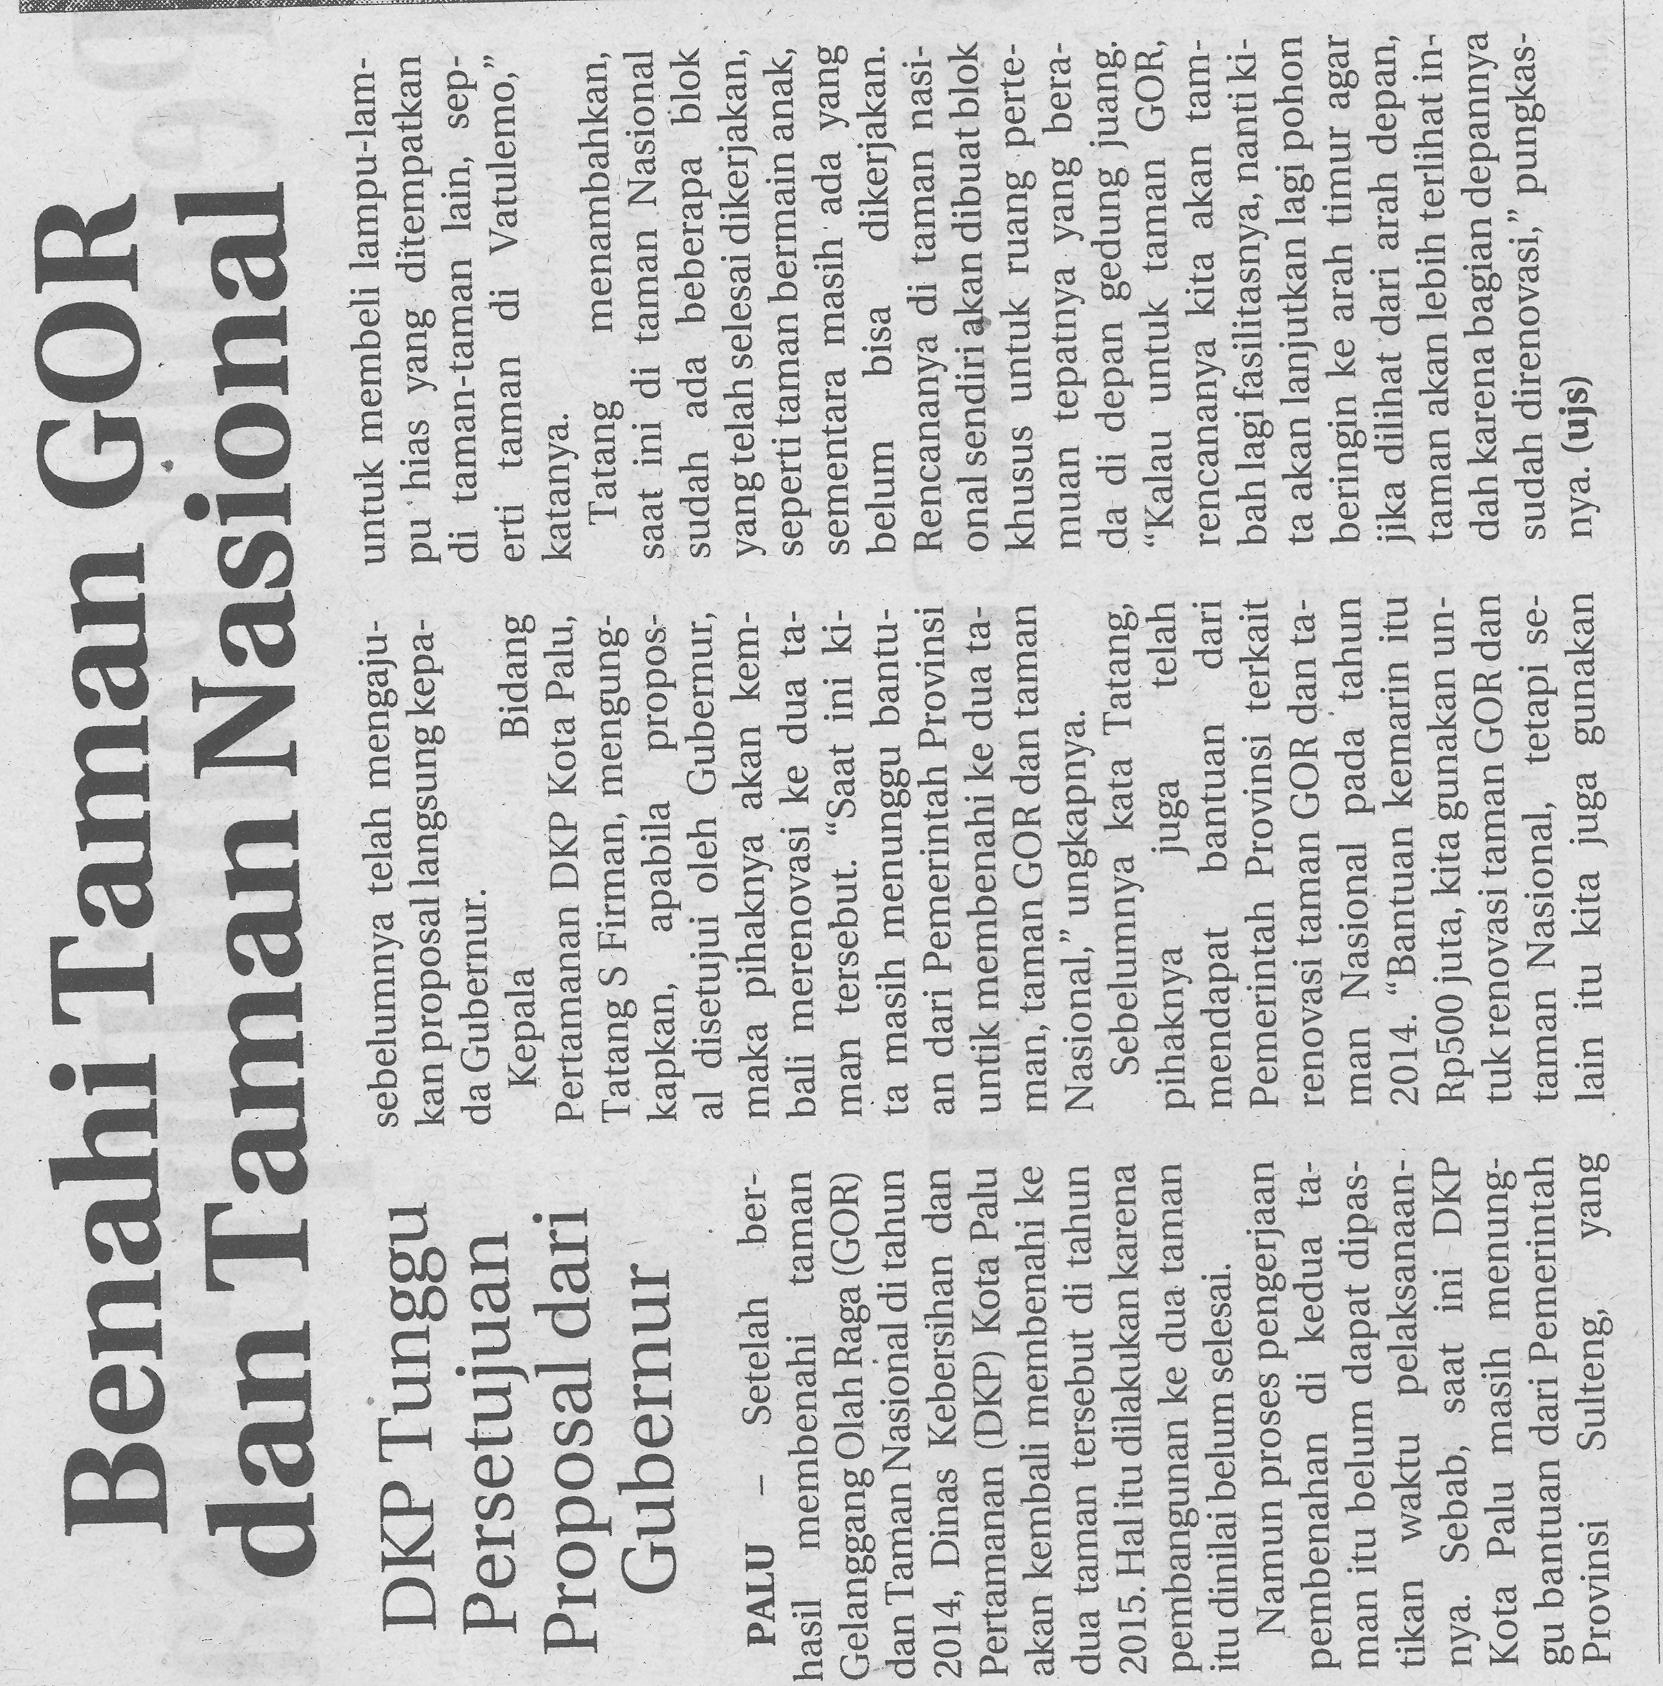 Benahi Taman GOR
dan Taman Nasional
DKP Tunggu
Persetujuan
Proposal dari
Gubernur
PALU – Setelah ber-
hasil membenahi taman
Gelanggang Olah Raga (GOR)
dan Taman Nasional di tahun
2014, Dinas Kebersihan dan
Pertamanan (DKP) Kota Palu
akan kembali membenahi ke
dua taman tersebut di tahun
2015. Hal itu dilakukan karena
pembangunan ke dua taman
itu dinilai belum selesai.
Namun proses pengerjaan
pembenahan di kedua ta-
man itu belum dapat dipas-
tikan waktu pelaksanaan-
nya. Sebab, saat ini DKP
Kota Palu masih menung-
gu bantuan dari Pemerintah
Provinsi Sulteng, yang
sebelumnya telah mengaju-
kan proposal langsung kepa-
da Gubernur.
Kepala Bidang
Pertamanan DKP Kota Palu,
Tatang S Firman, mengung-
kapkan, apabila propos-
al disetujui oleh Gubernur,
maka pihaknya akan kem-
bali merenovasi ke dua ta-
man tersebut. “Saat ini ki-
ta masih menunggu bantu-
an dari Pemerintah Provinsi
untik membenahi ke dua ta-
man, taman GOR dan taman
Nasional,” ungkapnya.
Sebelumnya kata Tatang,
pihaknya juga telah
mendapat bantuan dari
Pemerintah Provinsi terkait
renovasi taman GOR dan ta-
man Nasional pada tahun
2014. “Bantuan kemarin itu
Rp500 juta, kita gunakan un-
tuk renovasi taman GOR dan
taman Nasional, tetapi se-
lain itu kita juga gunakan
untuk membeli lampu-lam-
pu hias yang ditempatkan
di taman-taman lain, sep-
erti taman di Vatulemo,”
katanya.
Tatang menambahkan,
saat ini di taman Nasional
sudah ada beberapa blok
yang telah selesai dikerjakan,
seperti taman bermain anak,
sementara masih ada yang
belum bisa dikerjakan.
Rencananya di taman nasi-
onal sendiri akan dibuat blok
khusus untuk ruang perte-
muan tepatnya yang bera-
da di depan gedung juang.
“Kalau untuk taman GOR,
rencananya kita akan tam-
bah lagi fasilitasnya, nanti ki-
ta akan lanjutkan lagi pohon
beringin ke arah timur agar
jika dilihat dari arah depan,
taman akan lebih terlihat in-
dah karena bagian depannya
sudah direnovasi,” pungkas-
nya. (ujs)